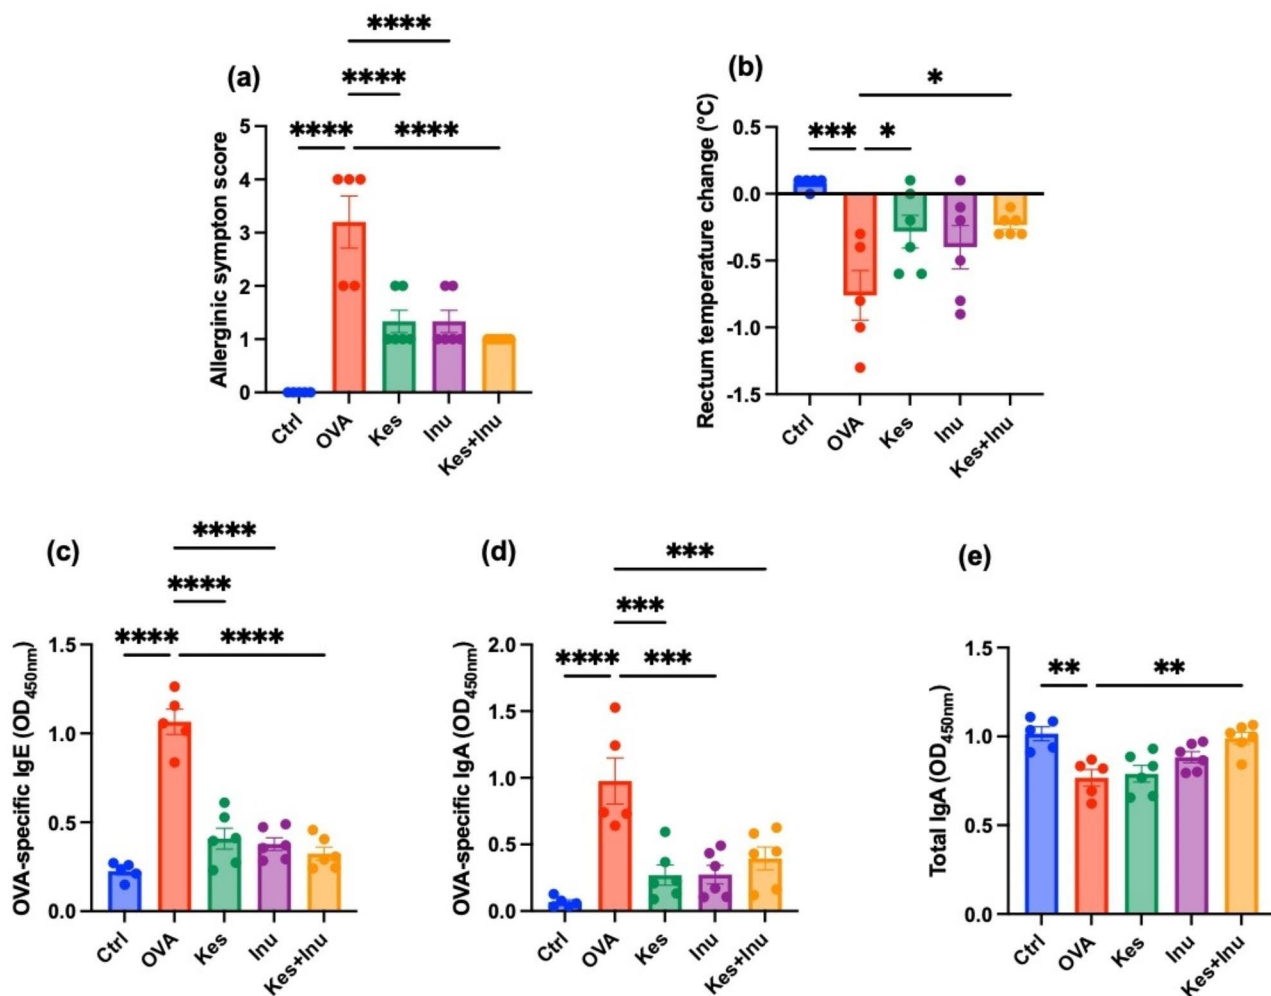 (a)
****
****
****
****
Allerginic sympton score
5
4
3
2
1
0
Ctrl
OVA
Kes
Inu
Kes+Inu
(b)
*
***
*
Rectum temperature change (°C)
0.5
0.0
-0.5
-1.0
-1.5
Ctrl
OVA
Kes
Inu
Kes+Inu
(c)
****
****
****
****
OVA-specific IgE (OD450nm)
1.5
1.0
0.5
0.0
Ctrl
OVA
Kes
Inu
Kes+Inu
(d)
***
***
****
***
OVA-specific IgA (OD450nm)
2.0
1.5
1.0
0.5
0.0
Ctrl
OVA
Kes
Inu
Kes+Inu
(e)
**
**
Total IgA (OD450nm)
1.5
1.0
0.5
0.0
Ctrl
OVA
Kes
Inu
Kes+Inu